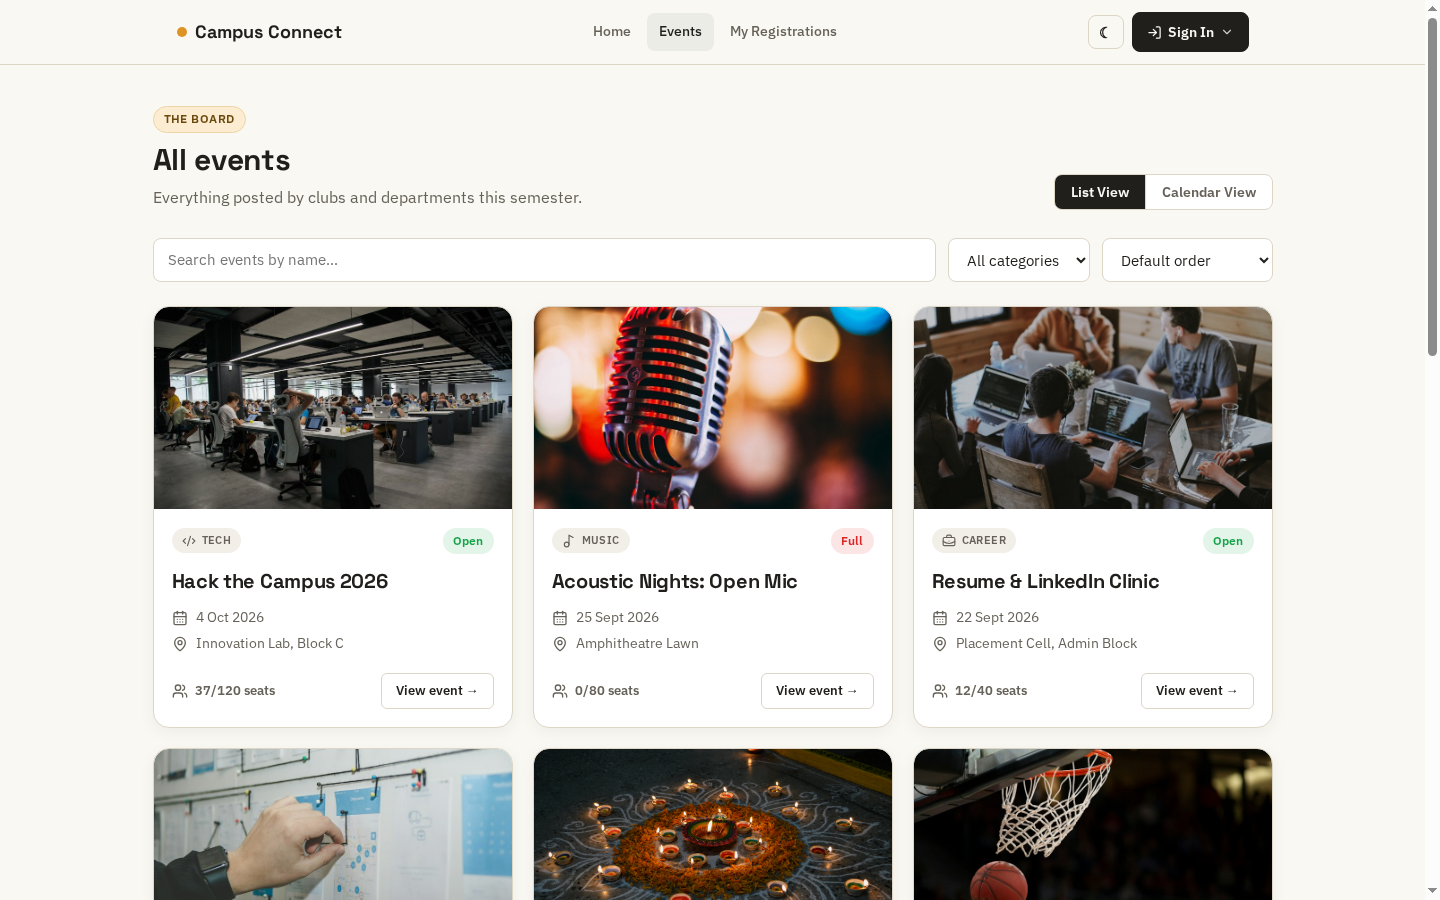 Campus Connect
Home
Events
My Registrations
Sign In
THE BOARD
All events
Everything posted by clubs and departments this semester.
List View
Calendar View
Search events by name...
All categories
Default order
TECH
Open
Hack the Campus 2026
4 Oct 2026
Innovation Lab, Block C
37/120 seats
View event →
MUSIC
Full
Acoustic Nights: Open Mic
25 Sept 2026
Amphitheatre Lawn
0/80 seats
View event →
CAREER
Open
Resume & LinkedIn Clinic
22 Sept 2026
Placement Cell, Admin Block
12/40 seats
View event →